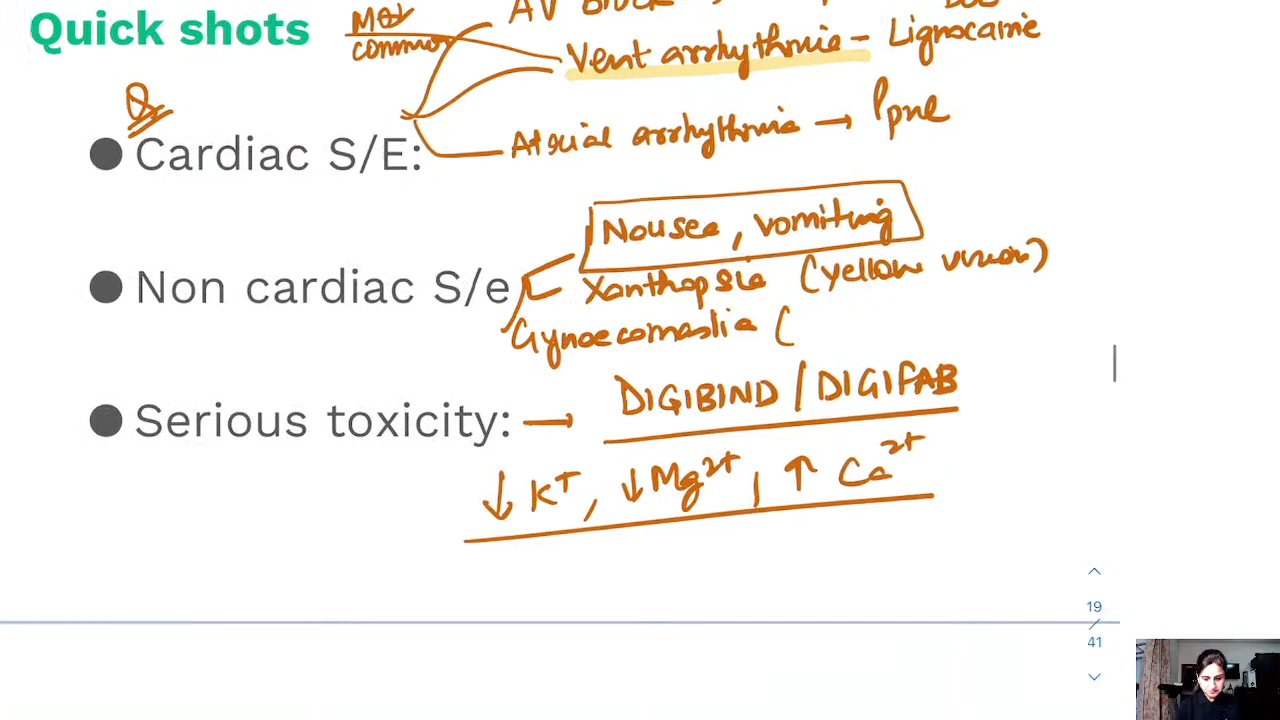 Quick shots
Most
common
AV block
Vent arrhythmia - Lignocaine
Cardiac S/E:
Atrial arrhythmia → Ppnl
Nausea, vomiting
Non cardiac S/e
Xanthopsia (yellow vision)
Gynaecomastia (
Serious toxicity: → DIGIBIND / DIGIFAB
↓ K+, ↓ Mg2+, ↑ Ca2+
19
/
41